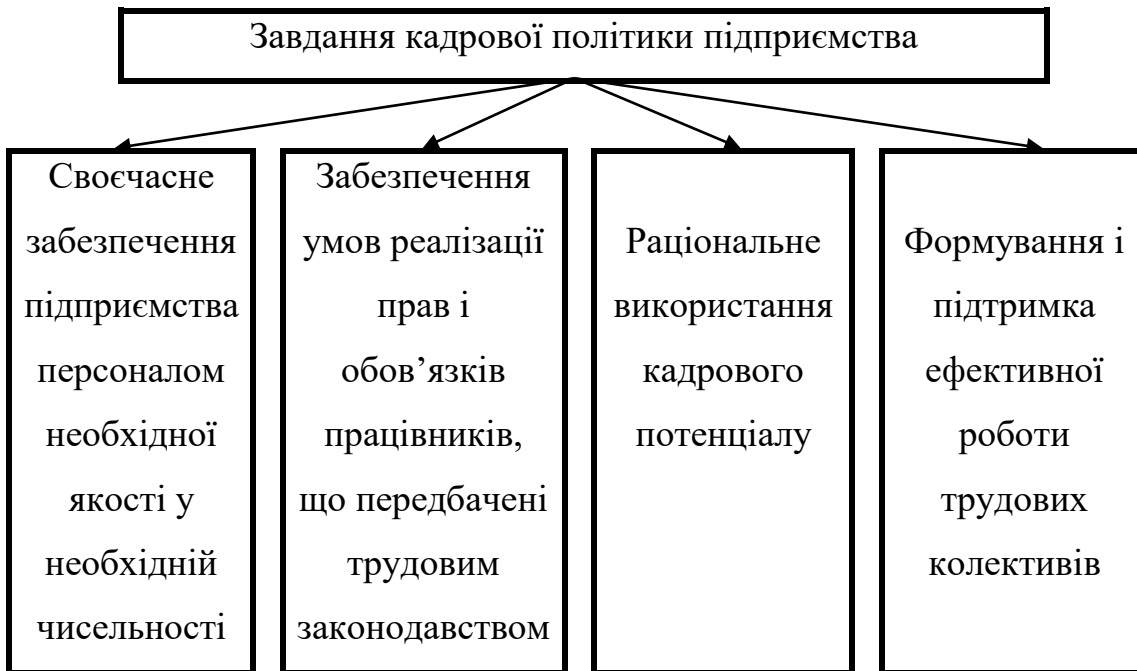 Завдання кадрової політики підприємства
Своєчасне
забезпечення
підприємства
персоналом
необхідної
якості у
необхідній
чисельності
Забезпечення
умов реалізації
прав і
обов’язків
працівників,
що передбачені
трудовим
законодавством
Раціональне
використання
кадрового
потенціалу
Формування і
підтримка
ефективної
роботи
трудових
колективів